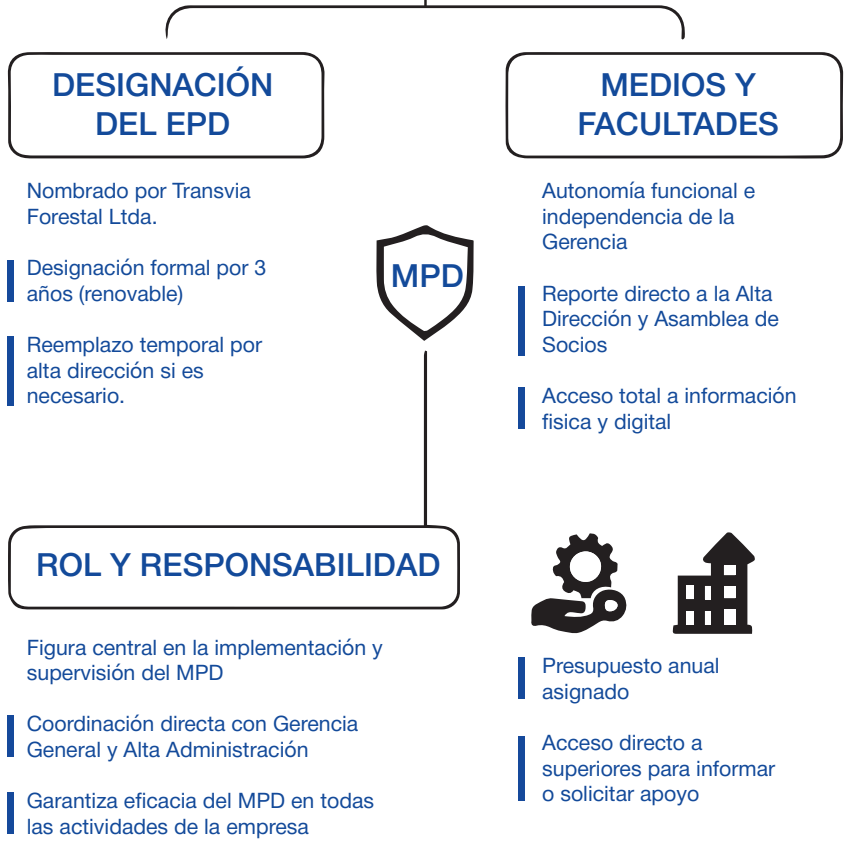 DESIGNACIÓN
DEL EPD
Nombrado por Transvia
Forestal Ltda.
Designación formal por 3
años (renovable)
Reemplazo temporal por
alta dirección si es
necesario.
MEDIOS Y
FACULTADES
Autonomía funcional e
independencia de la
Gerencia
Reporte directo a la Alta
Dirección y Asamblea de
Socios
Acceso total a información
fisica y digital
MPD
ROL Y RESPONSABILIDAD
Figura central en la implementación y
supervisión del MPD
Coordinación directa con Gerencia
General y Alta Administración
Garantiza eficacia del MPD en todas
las actividades de la empresa
Presupuesto anual
asignado
Acceso directo a
superiores para informar
o solicitar apoyo